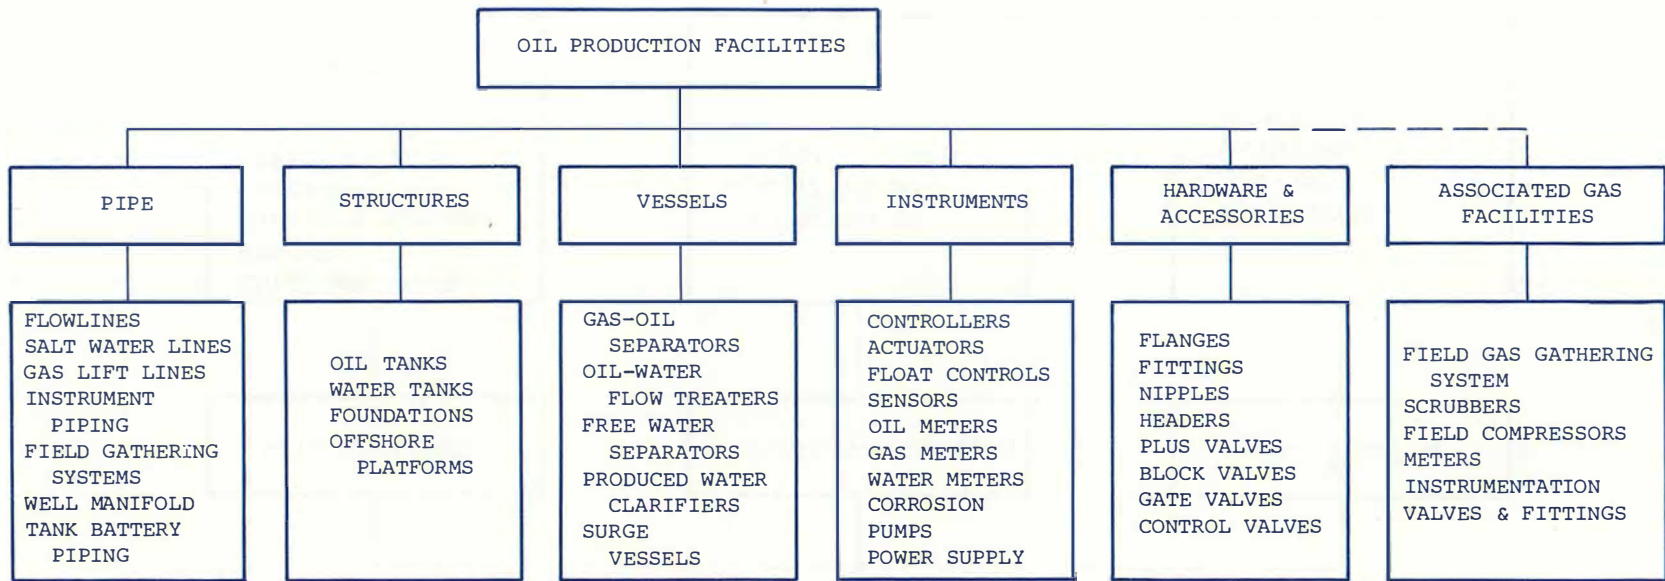 OIL PRODUCTION FACILITIES
PIPE
STRUCTURES
VESSELS
INSTRUMENTS
HARDWARE &
ACCESSORIES
ASSOCIATED GAS
FACILITIES
FLOWLINES
SALT WATER LINES
GAS LIFT LINES
INSTRUMENT
PIPING
FIELD GATHERING
SYSTEMS
WELL MANIFOLD
TANK BATTERY
PIPING
OIL TANKS
WATER TANKS
FOUNDATIONS
OFFSHORE
PLATFORMS
GAS-OIL
SEPARATORS
OIL-WATER
FLOW TREATERS
FREE WATER
SEPARATORS
PRODUCED WATER
CLARIFIERS
SURGE
VESSELS
CONTROLLERS
ACTUATORS
FLOAT CONTROLS
SENSORS
OIL METERS
GAS METERS
WATER METERS
CORROSION
PUMPS
POWER SUPPLY
FLANGES
FITTINGS
NIPPLES
HEADERS
PLUS VALVES
BLOCK VALVES
GATE VALVES
CONTROL VALVES
FIELD GAS GATHERING
SYSTEM
SCRUBBERS
FIELD COMPRESSORS
METERS
INSTRUMENTATION
VALVES & FITTINGS